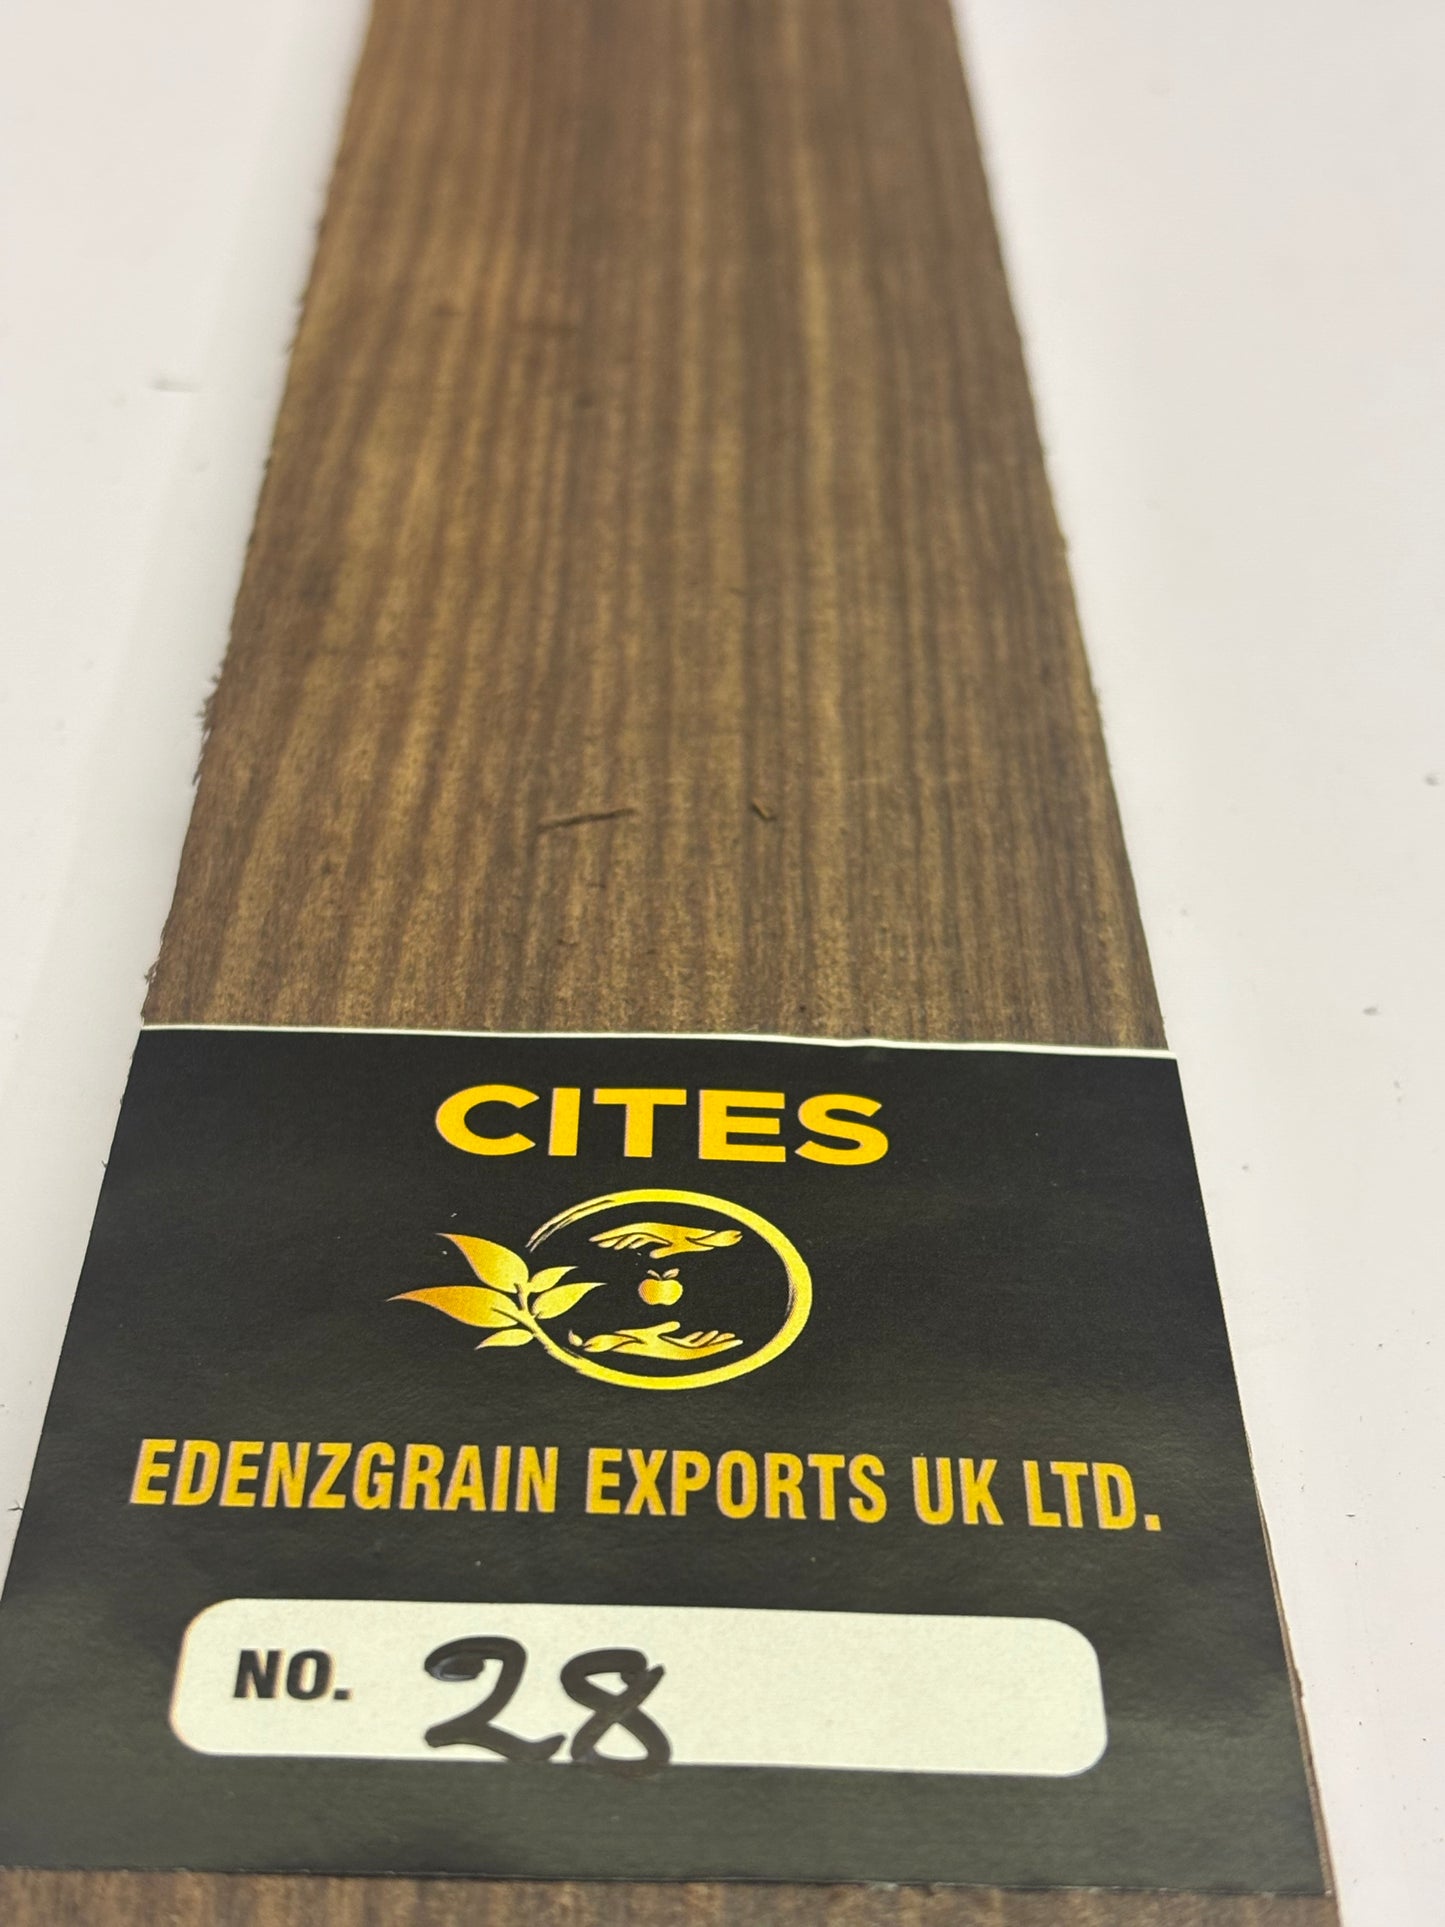 CITES
EDENZGRAIN EXPORTS UK LTD.
NO. 28